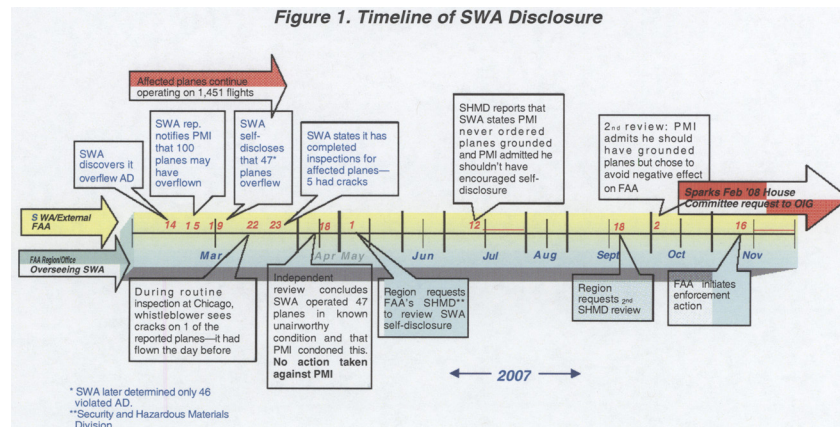 Figure 1. Timeline of SWA Disclosure
Affected planes continue
operating on 1,451 flights
SWA
discovers it
overflew AD
SWA rep.
notifies PMI
that 100
planes may
have
overflown
SWA
self-
discloses
that 47*
planes
overflew
SWA states it has
completed
inspections for
affected planes—
5 had cracks
SHMD reports that
SWA states PMI
never ordered
planes grounded
and PMI admitted he
shouldn't have
encouraged self-
disclosure
2nd review: PMI
admits he should
have grounded
planes but chose to
avoid negative effect
on FAA
Sparks Feb '08 House
Committee request to OIG
SWA/External
FAA
14 15 19 22 23 18 1 12 18 2 16
FAA Region/Office
Overseeing SWA
Mar Apr May Jun Jul Aug Sept Oct Nov
During routine
inspection at Chicago,
whistleblower sees
cracks on 1 of the
reported planes—it had
flown the day before
Independent
review concludes
SWA operated 47
planes in known
unairworthy
condition and that
PMI condoned this.
No action taken
against PMI
Region requests
FAA's SHMD**
to review SWA
self-disclosure
Region
requests 2nd
SHMD review
FAA initiates
enforcement
action
2007
* SWA later determined only 46
violated AD.
**Security and Hazardous Materials
Division